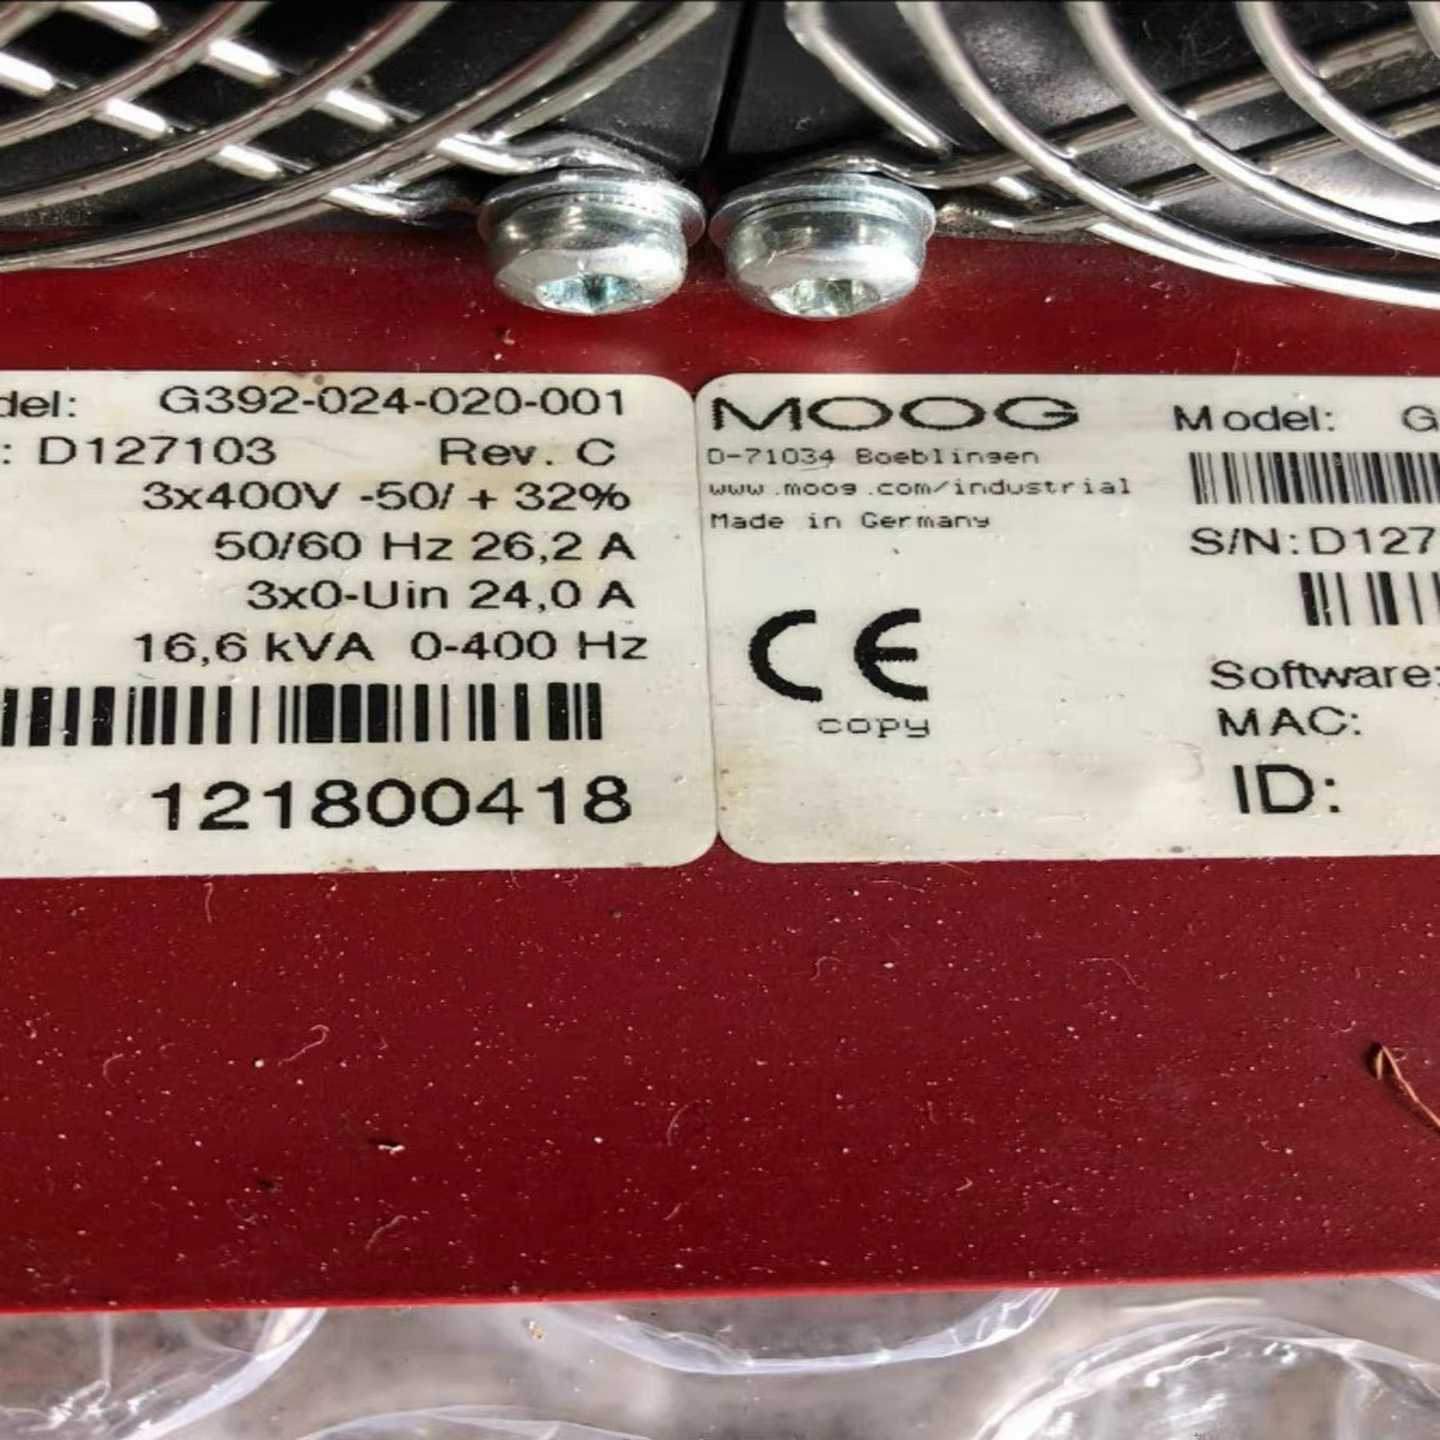 del: G392-024-020-001
: D127103 Rev. C
3x400V -50/ + 32%
50/60 Hz 26,2 A
3x0-Uin 24,0 A
16,6 kVA 0-400 Hz
121800418
MOOG
D-71034 Boeblingen
www.moog.com/industrial
Made in Germany
CE
copy
Model: G
S/N:D127
Software:
MAC:
ID: